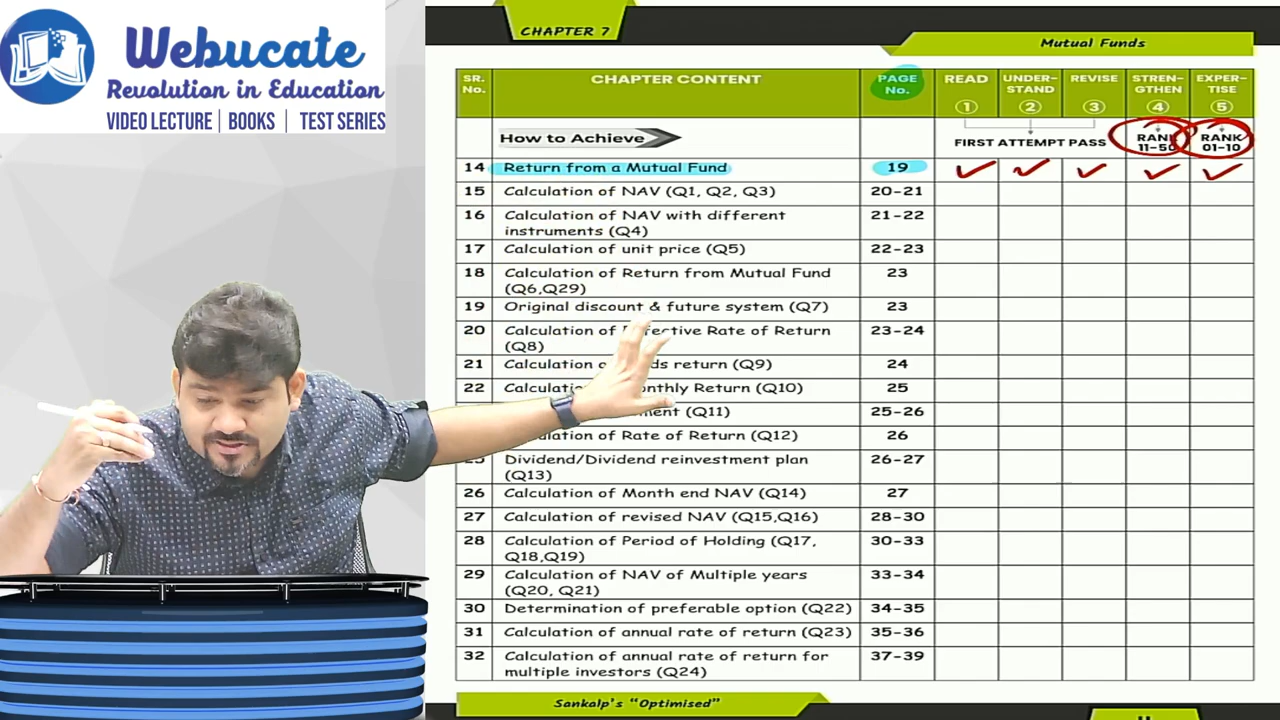 Webucate
Revolution in Education
VIDEO LECTURE | BOOKS | TEST SERIES
CHAPTER 7
Mutual Funds
SR. No. CHAPTER CONTENT PAGE No. READ ① UNDER-STAND ② REVISE ③ STREN-GTHEN ④ EXPER-TISE ⑤
How to Achieve FIRST ATTEMPT PASS RANK 11-50 RANK 01-10
14 Return from a Mutual Fund 19
15 Calculation of NAV (Q1, Q2, Q3) 20-21
16 Calculation of NAV with different 21-22
instruments (Q4)
17 Calculation of unit price (Q5) 22-23
18 Calculation of Return from Mutual Fund 23
(Q6,Q29)
19 Original discount & future system (Q7) 23
20 Calculation of Rate of Return 23-24
(Q8)
21 Calculation return (Q9) 24
22 Return (Q10) 25
(Q11) 25-26
of Rate of Return (Q12) 26
Dividend/Dividend reinvestment plan 26-27
(Q13)
26 Calculation of Month end NAV (Q14) 27
27 Calculation of revised NAV (Q15,Q16) 28-30
28 Calculation of Period of Holding (Q17, 30-33
Q18,Q19)
29 Calculation of NAV of Multiple years 33-34
(Q20, Q21)
30 Determination of preferable option (Q22) 34-35
31 Calculation of annual rate of return (Q23) 35-36
32 Calculation of annual rate of return for 37-39
multiple investors (Q24)
Sankalp's "Optimised"